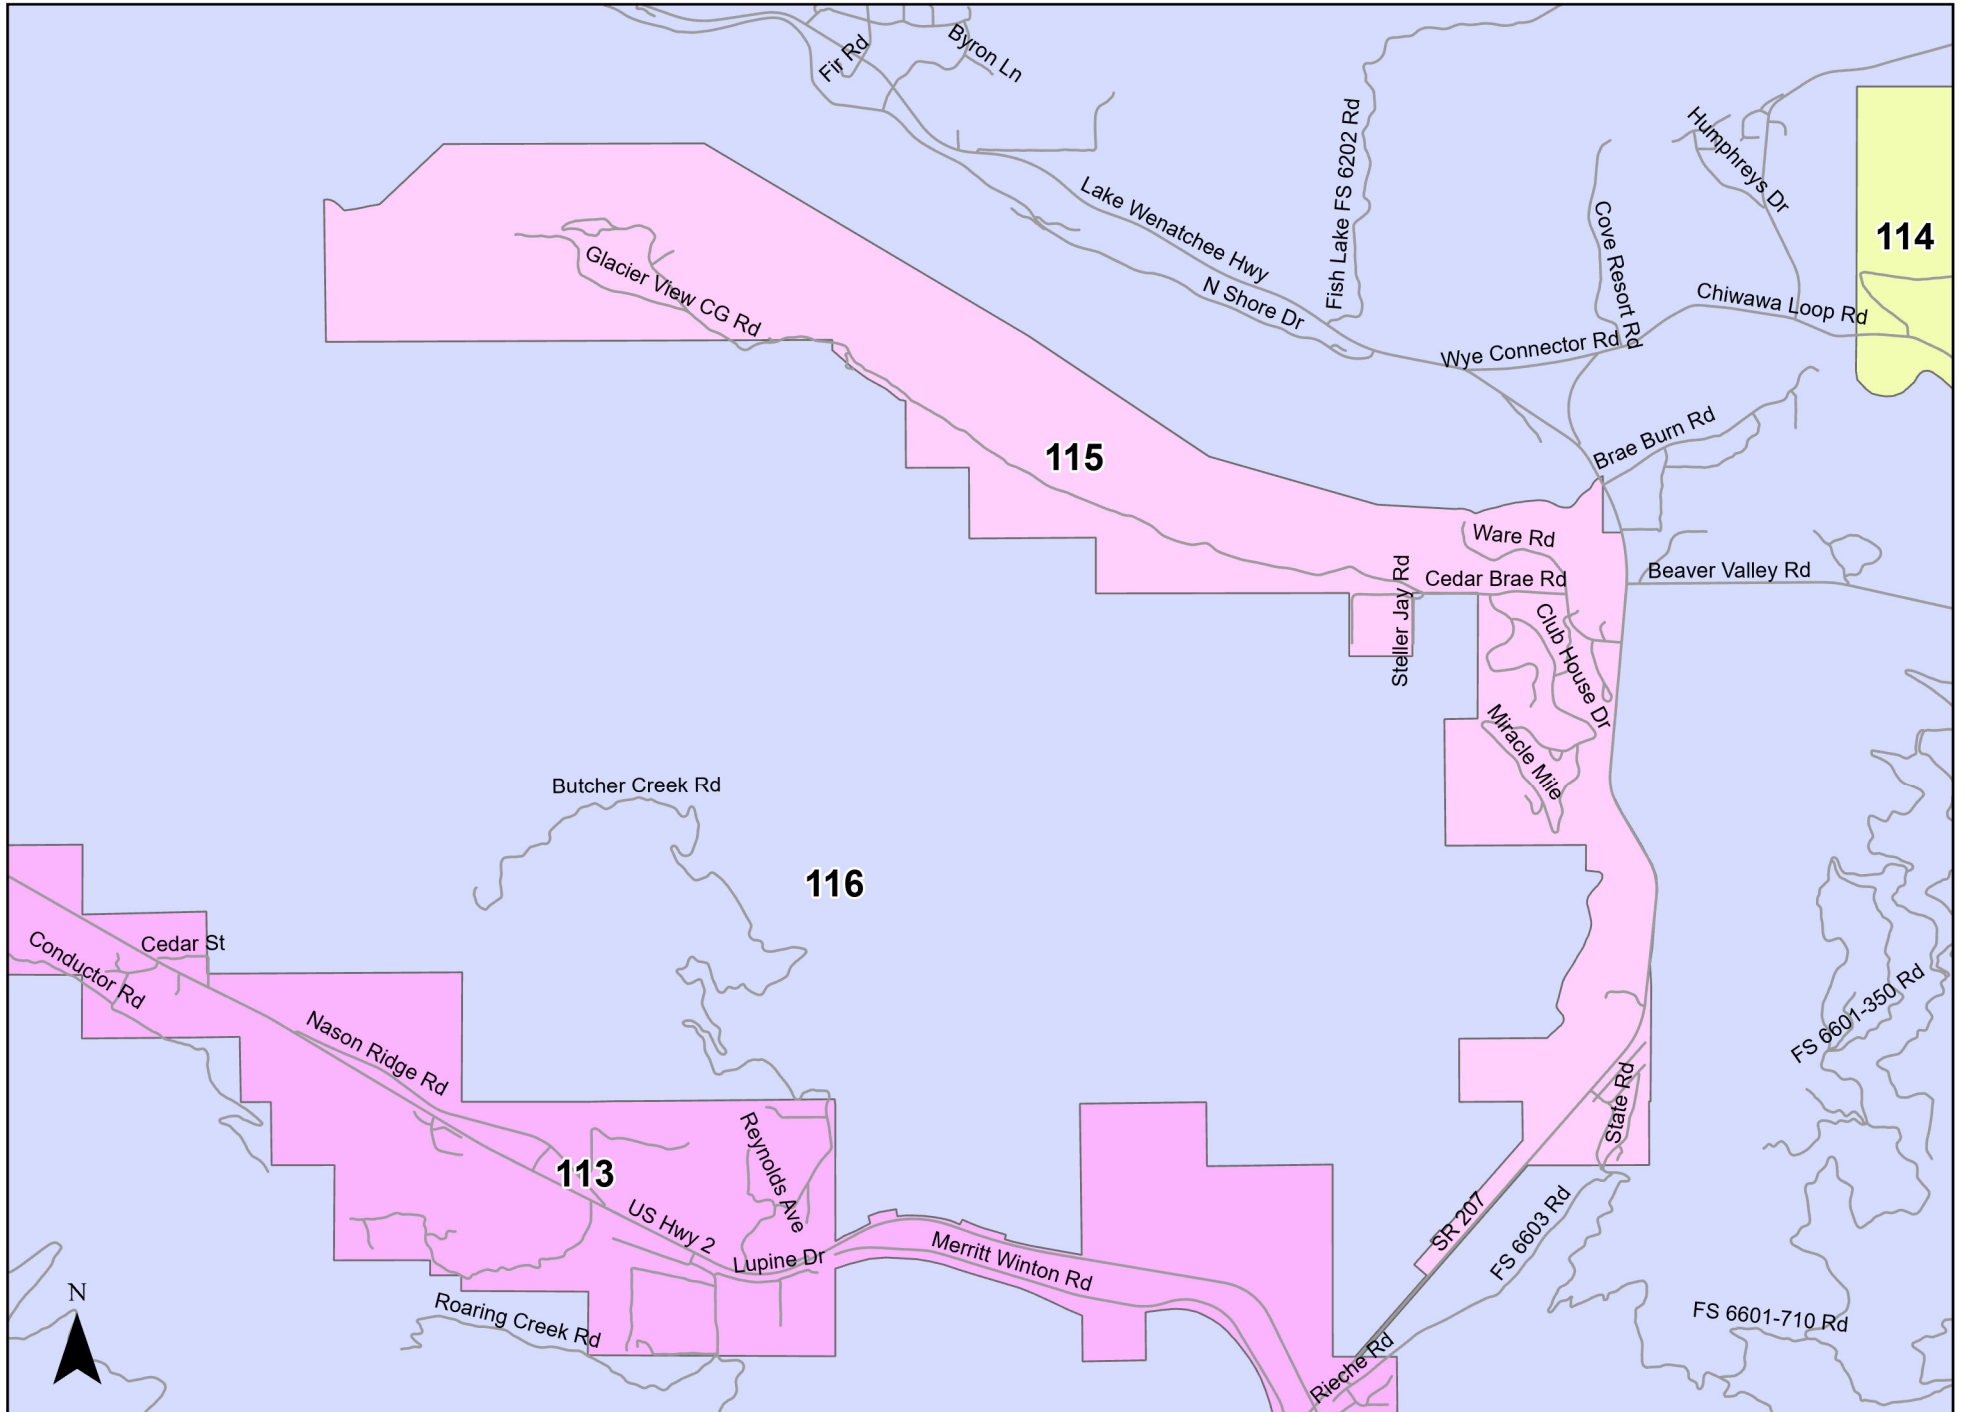 Fir Rd
Byron Ln
Fish Lake FS 6202 Rd
Humphreys Dr
Lake Wenatchee Hwy
N Shore Dr
Cove Resort Rd
114
Glacier View CG Rd
Chiwawa Loop Rd
Wye Connector Rd
115
Brae Burn Rd
Ware Rd
Cedar Brae Rd
Beaver Valley Rd
Steller Jay Rd
Club House Dr
Miracle Mile
Butcher Creek Rd
116
Cedar St
Conductor Rd
Nason Ridge Rd
FS 6601-350 Rd
State Rd
113
Reynolds Ave
US Hwy 2
Lupine Dr
Merritt Winton Rd
SR 207
FS 6603 Rd
N
Roaring Creek Rd
FS 6601-710 Rd
Rieche Rd